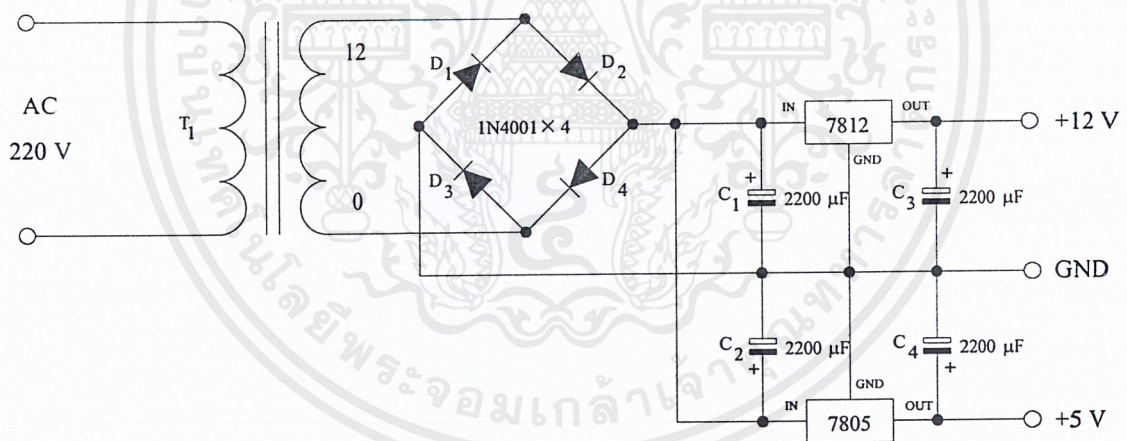 AC
220 V
T1
12
0
D1
D2
1N4001 × 4
D3
D4
IN
7812
OUT
GND
+12 V
C1
+
2200 µF
C3
+
2200 µF
GND
C2
+
2200 µF
C4
+
2200 µF
IN
7805
OUT
GND
+5 V